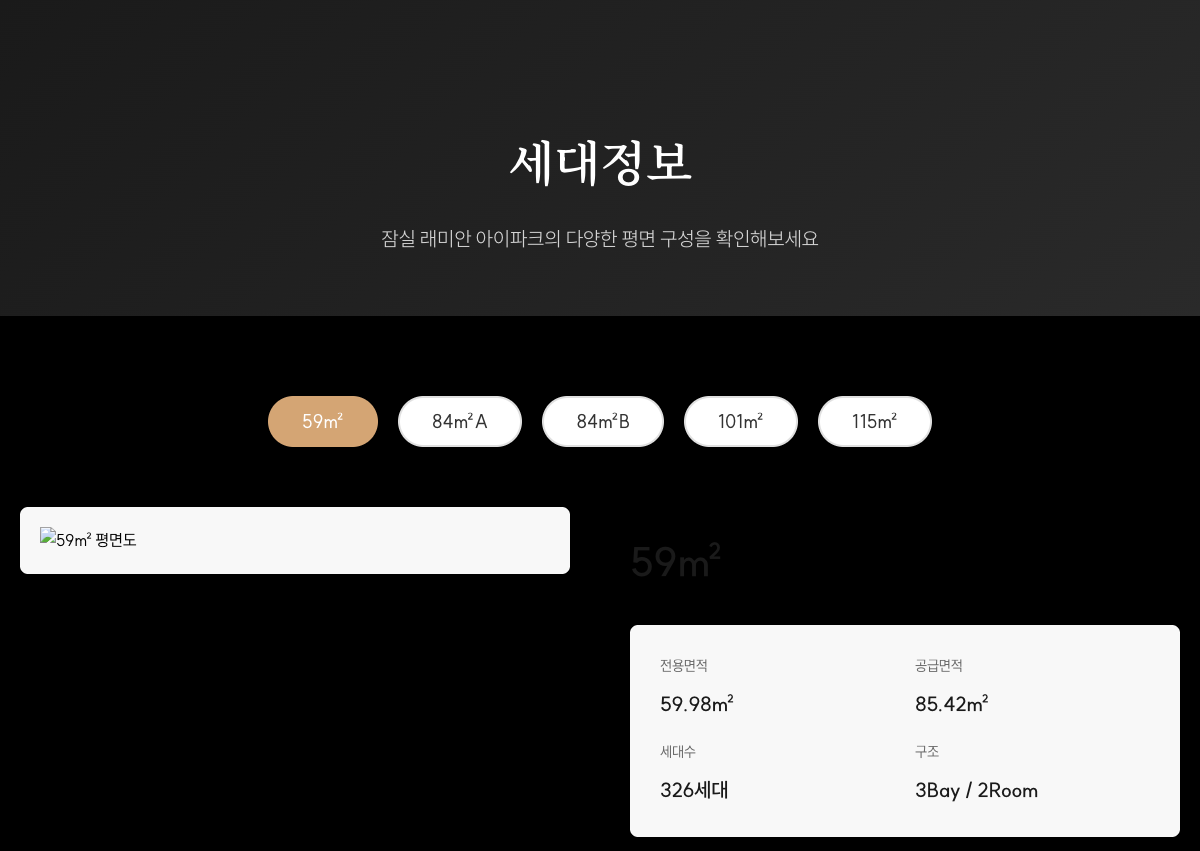 세대정보
잠실 래미안 아이파크의 다양한 평면 구성을 확인해보세요
59m²
84m²A
84m²B
101m²
115m²
59m² 평면도
59m²
전용면적
공급면적
59.98m²
85.42m²
세대수
구조
326세대
3Bay / 2Room